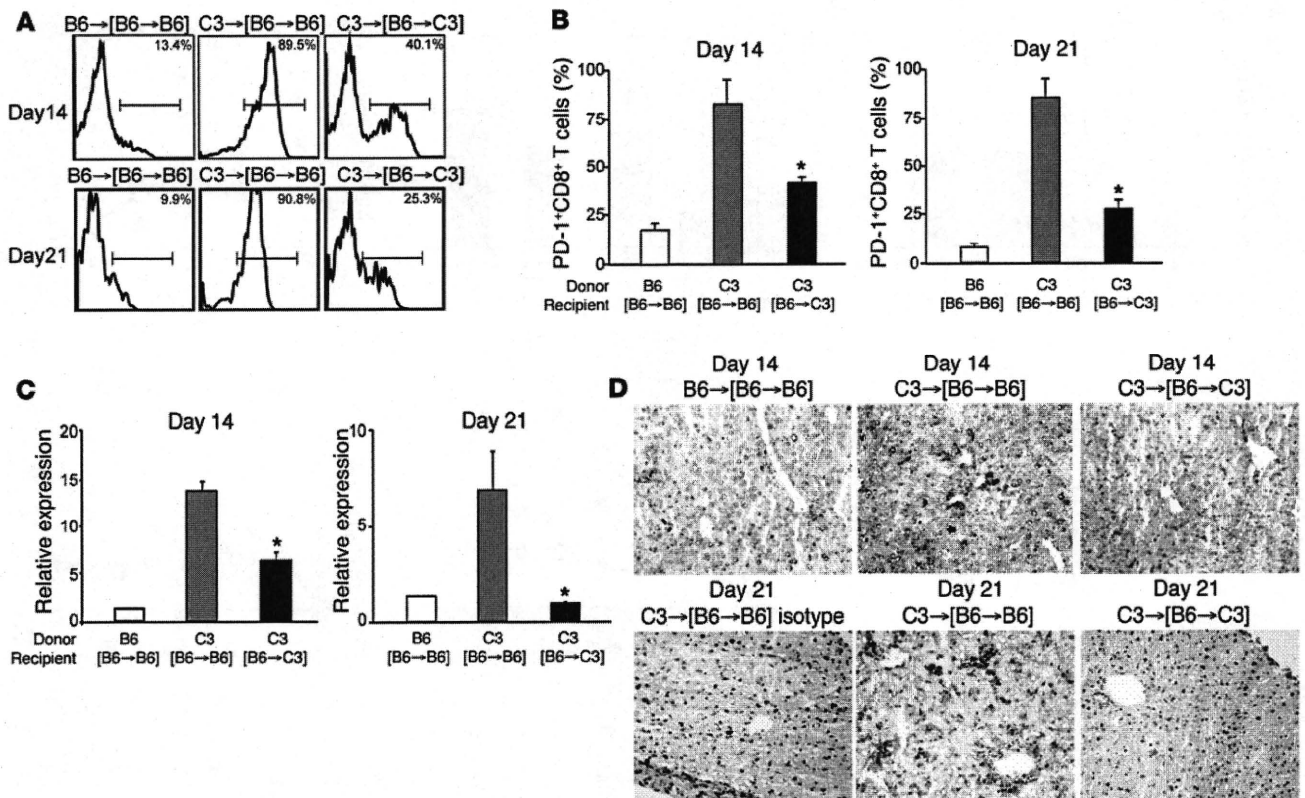 A
B6→[B6→B6] C3→[B6→B6] C3→[B6→C3]
13.4% 89.5% 40.1%
Day14
B6→[B6→B6] C3→[B6→B6] C3→[B6→C3]
9.9% 90.8% 25.3%
Day21
B
Day 14
PD-1+CD8+ T cells (%)
100
75
50
25
0
*
Donor B6 C3 C3
Recipient [B6→B6] [B6→B6] [B6→C3]
Day 21
PD-1+CD8+ T cells (%)
100
75
50
25
0
*
B6 C3 C3
[B6→B6] [B6→B6] [B6→C3]
C
Day 14
Relative expression
20
15
10
5
0
*
Donor B6 C3 C3
Recipient [B6→B6] [B6→B6] [B6→C3]
Day 21
Relative expression
10
5
0
*
B6 C3 C3
[B6→B6] [B6→B6] [B6→C3]
D
Day 14
B6→[B6→B6]
Day 14
C3→[B6→B6]
Day 14
C3→[B6→C3]
Day 21
C3→[B6→B6] isotype
Day 21
C3→[B6→B6]
Day 21
C3→[B6→C3]